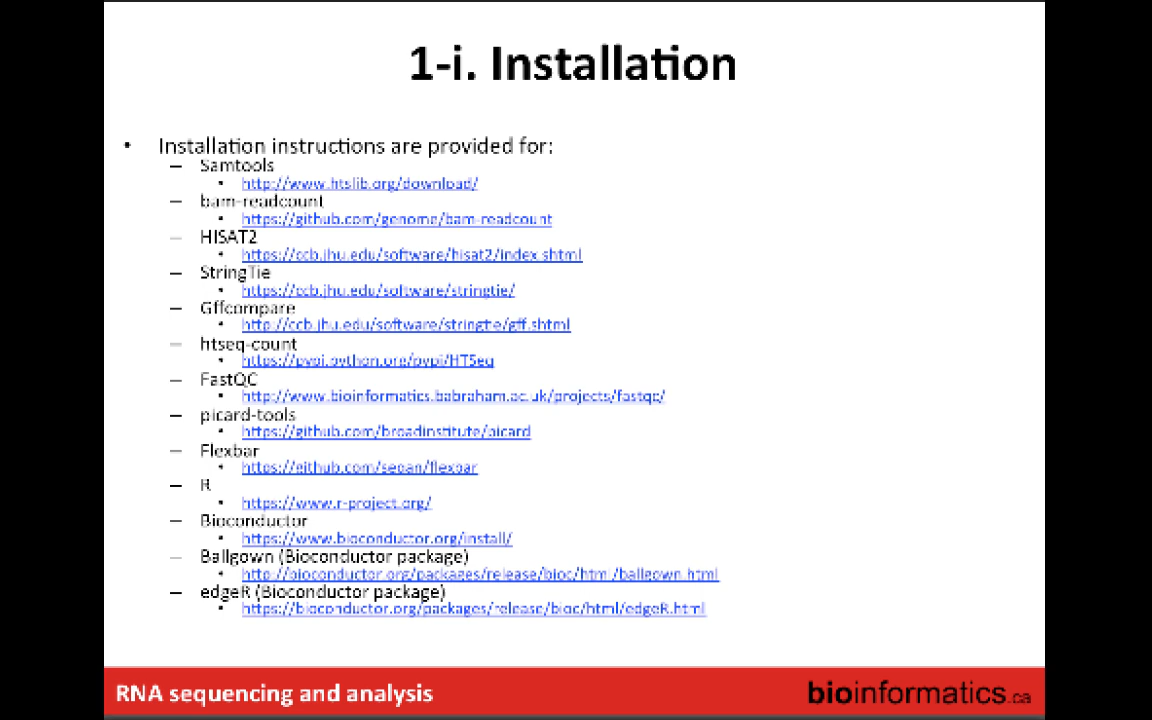 1-i. Installation
• Installation instructions are provided for:
– Samtools
• http://www.htslib.org/download/
– bam-readcount
• https://github.com/genome/bam-readcount
– HISAT2
• https://ccb.jhu.edu/software/hisat2/index.shtml
– StringTie
• https://ccb.jhu.edu/software/stringtie/
– Gffcompare
• http://ccb.jhu.edu/software/stringtie/gff.shtml
– htseq-count
• https://pypi.python.org/pypi/HTSeq
– FastQC
• http://www.bioinformatics.babraham.ac.uk/projects/fastqc/
– picard-tools
• https://github.com/broadinstitute/picard
– Flexbar
• https://github.com/seqan/flexbar
– R
• https://www.r-project.org/
– Bioconductor
• https://www.bioconductor.org/install/
– Ballgown (Bioconductor package)
• http://bioconductor.org/packages/release/bioc/html/ballgown.html
– edgeR (Bioconductor package)
• https://bioconductor.org/packages/release/bioc/html/edgeR.html
RNA sequencing and analysis
bioinformatics.ca